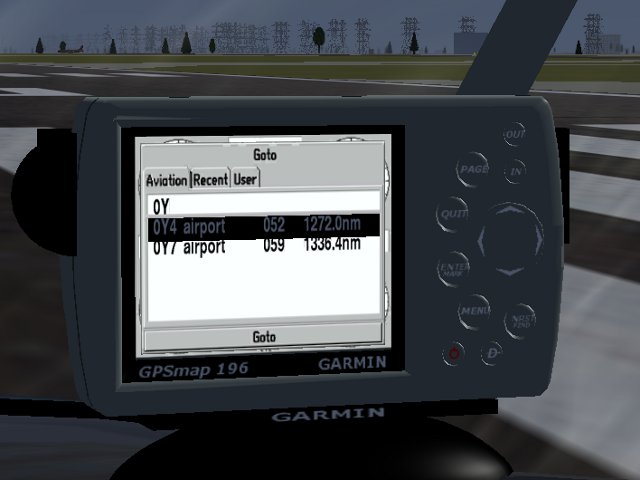 Goto
Aviation Recent User
0Y
0Y4 airport 052 1272.0nm
0Y7 airport 059 1336.4nm
Goto
GPSmap 196 GARMIN
GARMIN
OUT
PAGE IN
QUIT
ENTER
MARK
MENU NRST
FIND
D